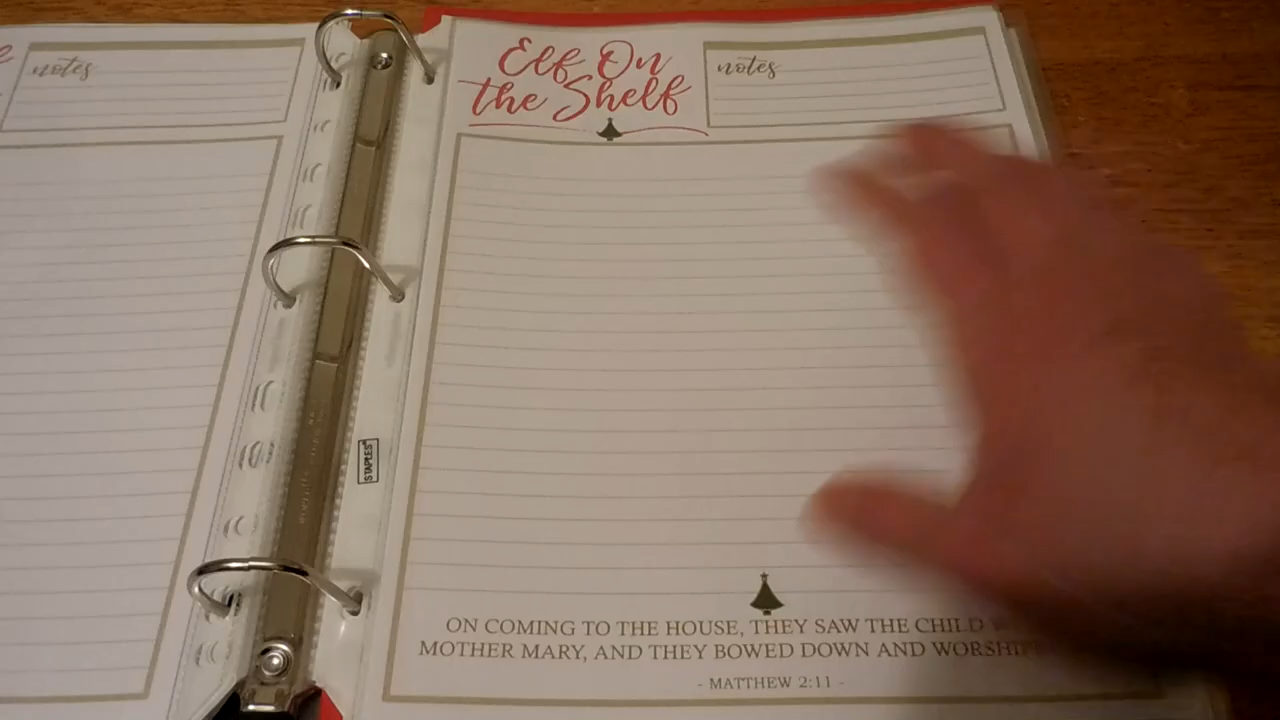 notes
Elf On
the Shelf
notes
STAPLES
ON COMING TO THE HOUSE, THEY SAW THE CHILD
MOTHER MARY, AND THEY BOWED DOWN AND
- MATTHEW 2:11 -